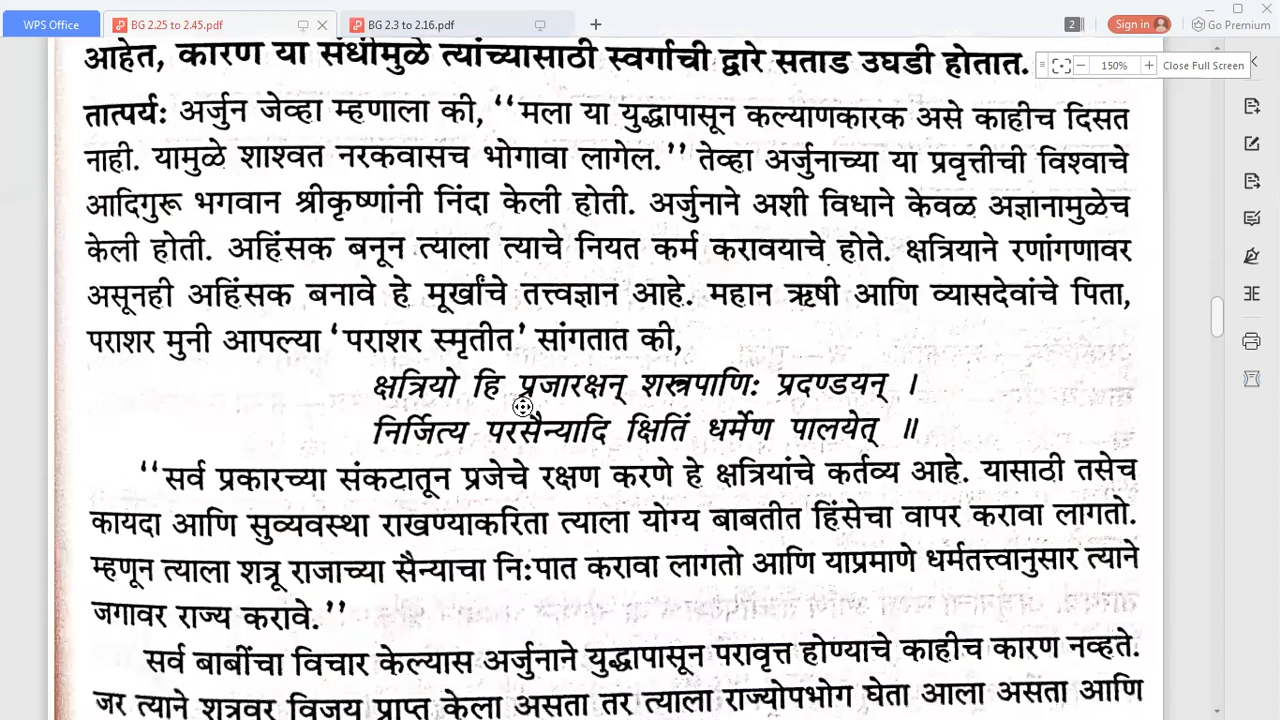 WPS Office
BG 2.25 to 2.45.pdf
BG 2.3 to 2.16.pdf
2
Sign in
Go Premium
150%
Close Full Screen
आहेत, कारण या संधीमुळे त्यांच्यासाठी स्वर्गाची द्वारे सताड उघडी होतात.
तात्पर्य: अर्जुन जेव्हा म्हणाला की, ‘‘मला या युद्धापासून कल्याणकारक असे काहीच दिसत
नाही. यामुळे शाश्वत नरकवासच भोगावा लागेल.’’ तेव्हा अर्जुनाच्या या प्रवृत्तीची विश्वाचे
आदिगुरू भगवान श्रीकृष्णांनी निंदा केली होती. अर्जुनाने अशी विधाने केवळ अज्ञानामुळेच
केली होती. अहिंसक बनून त्याला त्याचे नियत कर्म करावयाचे होते. क्षत्रियाने रणांगणावर
असूनही अहिंसक बनावे हे मूर्खांचे तत्त्वज्ञान आहे. महान ऋषी आणि व्यासदेवांचे पिता,
पराशर मुनी आपल्या ‘पराशर स्मृतीत’ सांगतात की,
क्षत्रियो हि प्रजारक्षन् शस्त्रपाणि: प्रदण्डयन् ।
निर्जित्य परसैन्यादि क्षितिं धर्मेण पालयेत् ॥
‘‘सर्व प्रकारच्या संकटातून प्रजेचे रक्षण करणे हे क्षत्रियांचे कर्तव्य आहे. यासाठी तसेच
कायदा आणि सुव्यवस्था राखण्याकरिता त्याला योग्य बाबतीत हिंसेचा वापर करावा लागतो.
म्हणून त्याला शत्रू राजाच्या सैन्याचा नि:पात करावा लागतो आणि याप्रमाणे धर्मतत्त्वानुसार त्याने
जगावर राज्य करावे.’’
सर्व बाबींचा विचार केल्यास अर्जुनाने युद्धापासून परावृत्त होण्याचे काहीच कारण नव्हते.
जर त्याने शत्रूवर विजय प्राप्त केला असता तर त्याला राज्योपभोग घेता आला असता आणि